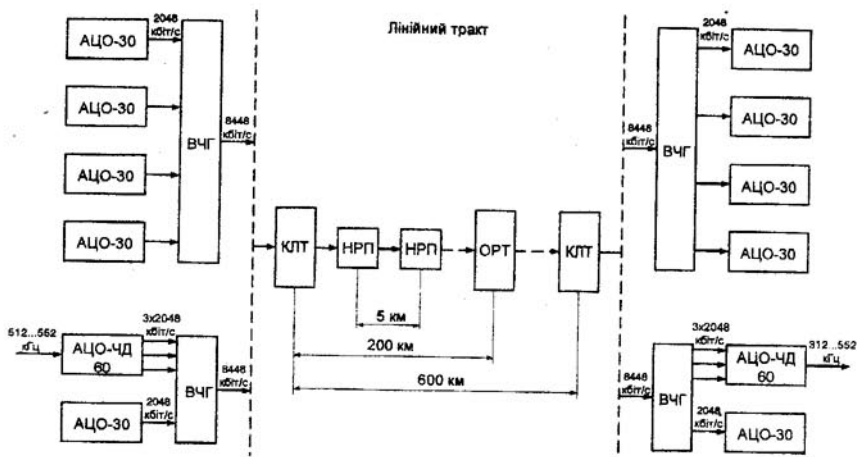 Лінійний тракт
2048
кбіт/с
АЦО-30
АЦО-30
АЦО-30
АЦО-30
ВЧГ
8448
кбіт/с
512...552
кГц
АЦО-ЧД
60
3х2048
кбіт/с
АЦО-30
2048
кбіт/с
ВЧГ
8448
кбіт/с
КЛТ
НРП
НРП
ОРТ
КЛТ
5 км
200 км
600 км
8448
кбіт/с
ВЧГ
2048
кбіт/с
АЦО-30
АЦО-30
АЦО-30
АЦО-30
8448
кбіт/с
ВЧГ
3х2048
кбіт/с
АЦО-ЧД
60
312...552
кГц
2048
кбіт/с
АЦО-30